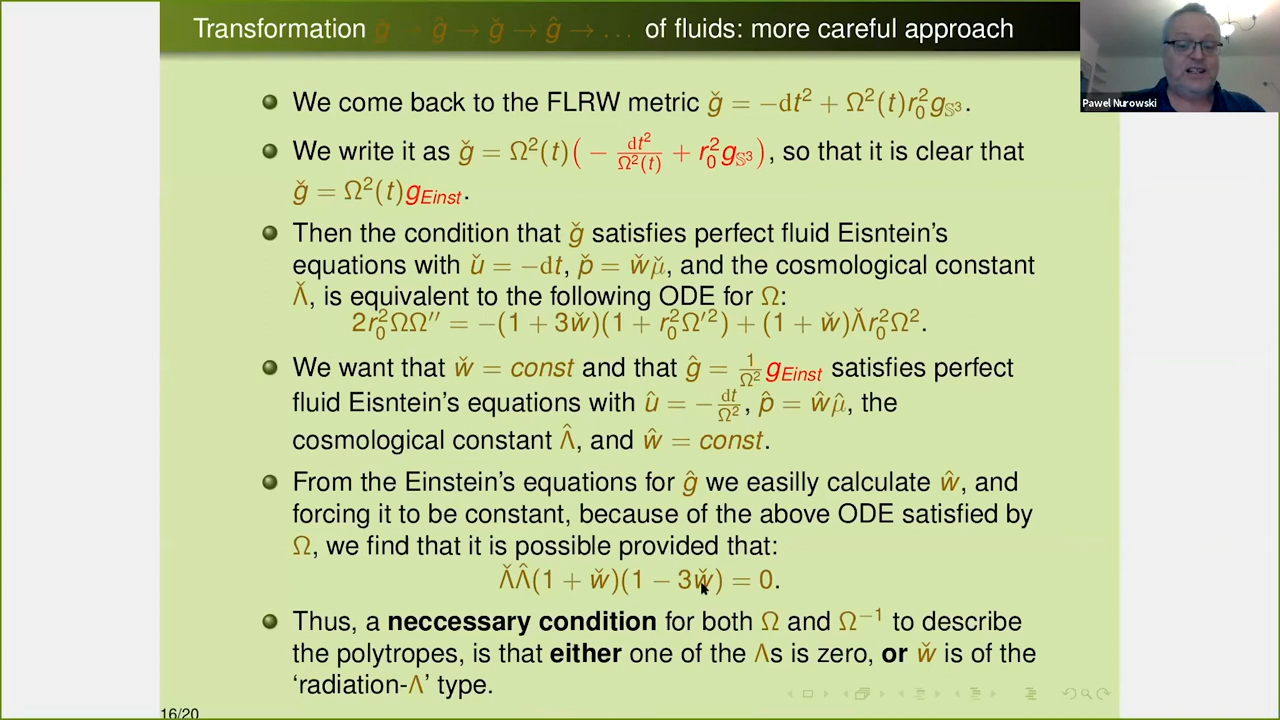 Transformation ǧ → ĝ → ǧ → ĝ → … of fluids: more careful approach
Pawel Nurowski
We come back to the FLRW metric ǧ = −dt² + Ω²(t)r₀²g_𝕊³.
We write it as ǧ = Ω²(t)(− dt²/Ω²(t) + r₀²g_𝕊³), so that it is clear that
ǧ = Ω²(t)g_Einst.
Then the condition that ǧ satisfies perfect fluid Eisntein's
equations with ǔ = −dt, p̌ = w̌μ̌, and the cosmological constant
Λ̌, is equivalent to the following ODE for Ω:
2r₀²ΩΩ′′ = −(1 + 3w̌)(1 + r₀²Ω′²) + (1 + w̌)Λ̌r₀²Ω².
We want that w̌ = const and that ĝ = 1/Ω² g_Einst satisfies perfect
fluid Eisntein's equations with û = − dt/Ω², p̂ = ŵμ̂, the
cosmological constant Λ̂, and ŵ = const.
From the Einstein's equations for ĝ we easilly calculate ŵ, and
forcing it to be constant, because of the above ODE satisfied by
Ω, we find that it is possible provided that:
Λ̌Λ̂(1 + w̌)(1 − 3w̌) = 0.
Thus, a neccessary condition for both Ω and Ω⁻¹ to describe
the polytropes, is that either one of the Λs is zero, or w̌ is of the
'radiation-Λ' type.
16/20